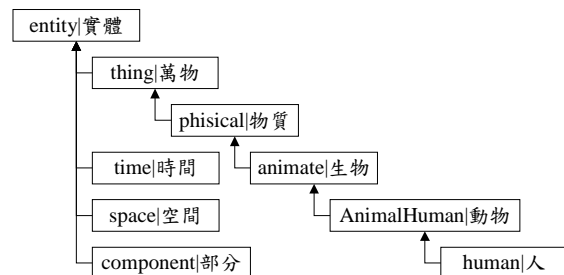 entity|實體
thing|萬物
phisical|物質
time|時間
animate|生物
space|空間
AnimalHuman|動物
component|部分
human|人